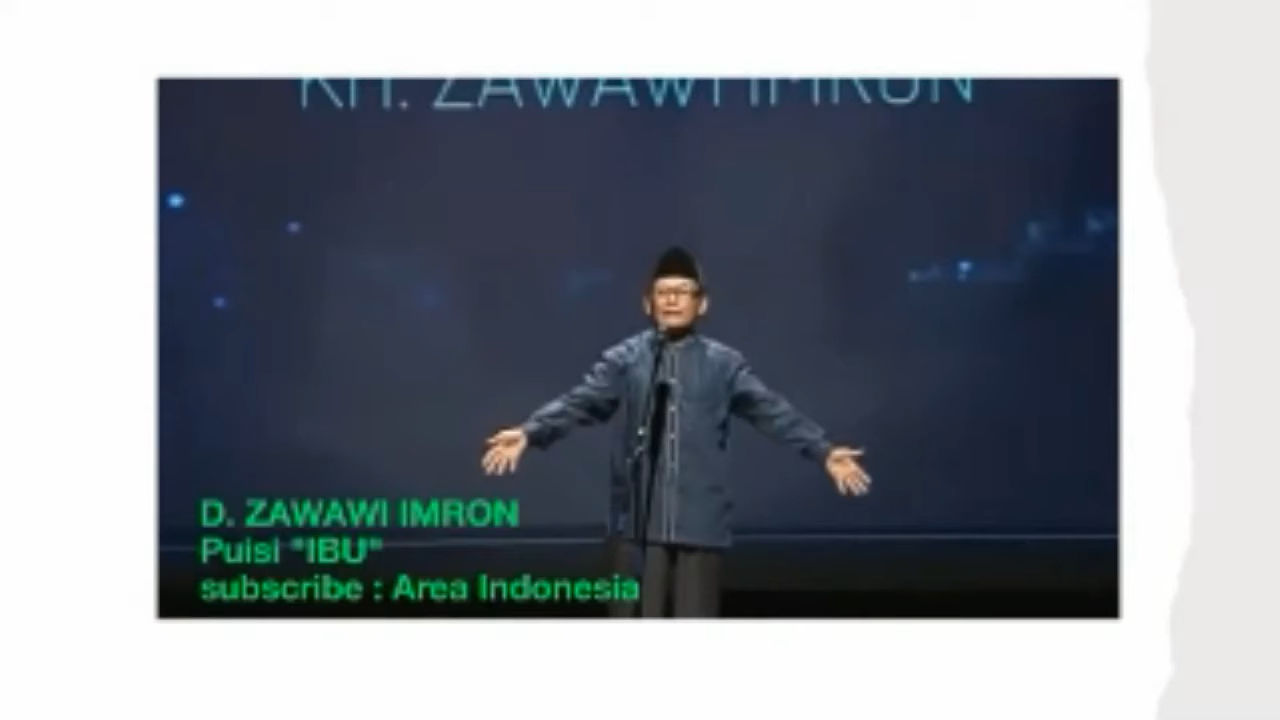 KH. ZAWAWI IMRON
D. ZAWAWI IMRON
Puisi "IBU"
subscribe : Area Indonesia